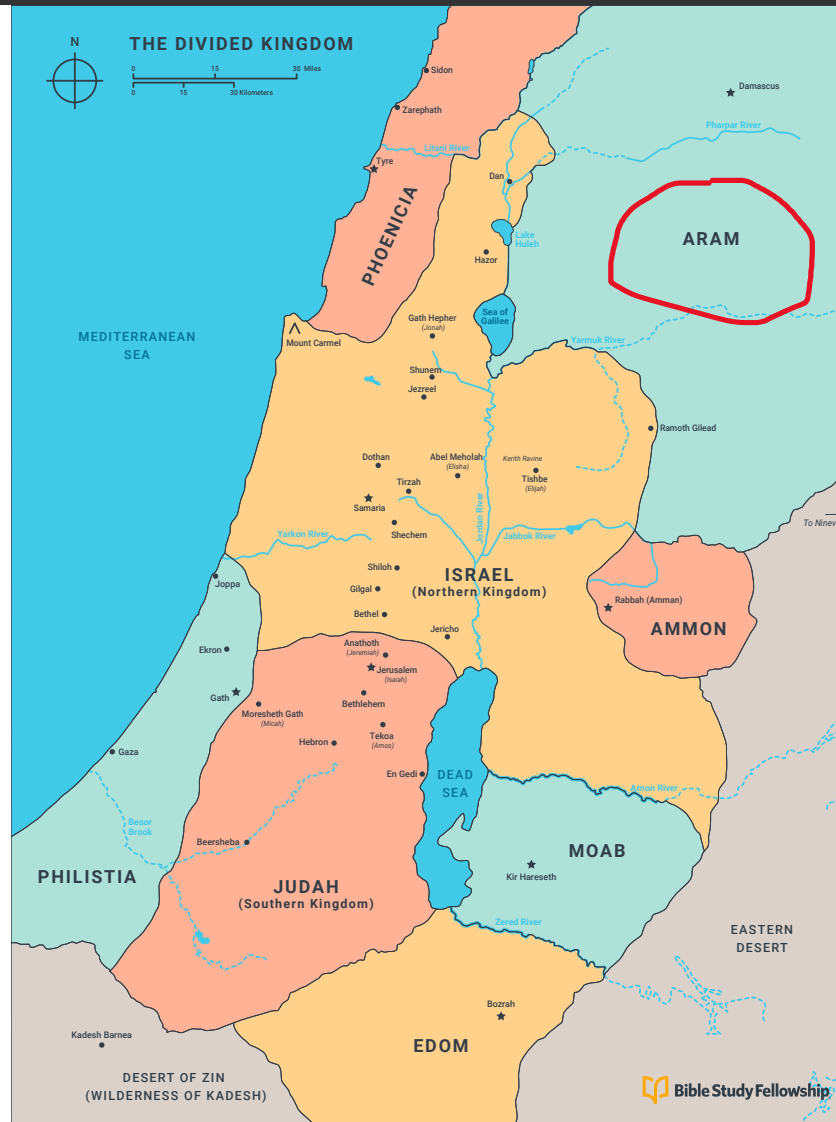 THE DIVIDED KINGDOM
N
0 15 30 Miles
0 15 30 Kilometers
Sidon
Damascus
Zarephath
Pharpar River
Litani River
Tyre
Dan
PHOENICIA
Lake
Huleh
ARAM
Hazor
Sea of
Galilee
Gath Hepher
(Jonah)
MEDITERRANEAN
SEA
Mount Carmel
Yarmuk River
Shunem
Jezreel
Ramoth Gilead
Dothan
Abel Meholah
(Elisha)
Kerith Ravine
Tishbe
(Elijah)
Tirzah
Samaria
Jordan River
To Ninev
Yarkon River
Shechem
Jabbok River
Shiloh
ISRAEL
(Northern Kingdom)
Joppa
Gilgal
Rabbah (Amman)
Bethel
Jericho
AMMON
Anathoth
(Jeremiah)
Ekron
Jerusalem
(Isaiah)
Gath
Bethlehem
Moresheth Gath
(Micah)
Tekoa
(Amos)
Hebron
Gaza
En Gedi
DEAD
SEA
Arnon River
Besor
Brook
Beersheba
MOAB
PHILISTIA
Kir Hareseth
JUDAH
(Southern Kingdom)
Zered River
EASTERN
DESERT
Bozrah
Kadesh Barnea
EDOM
DESERT OF ZIN
(WILDERNESS OF KADESH)
Bible Study Fellowship